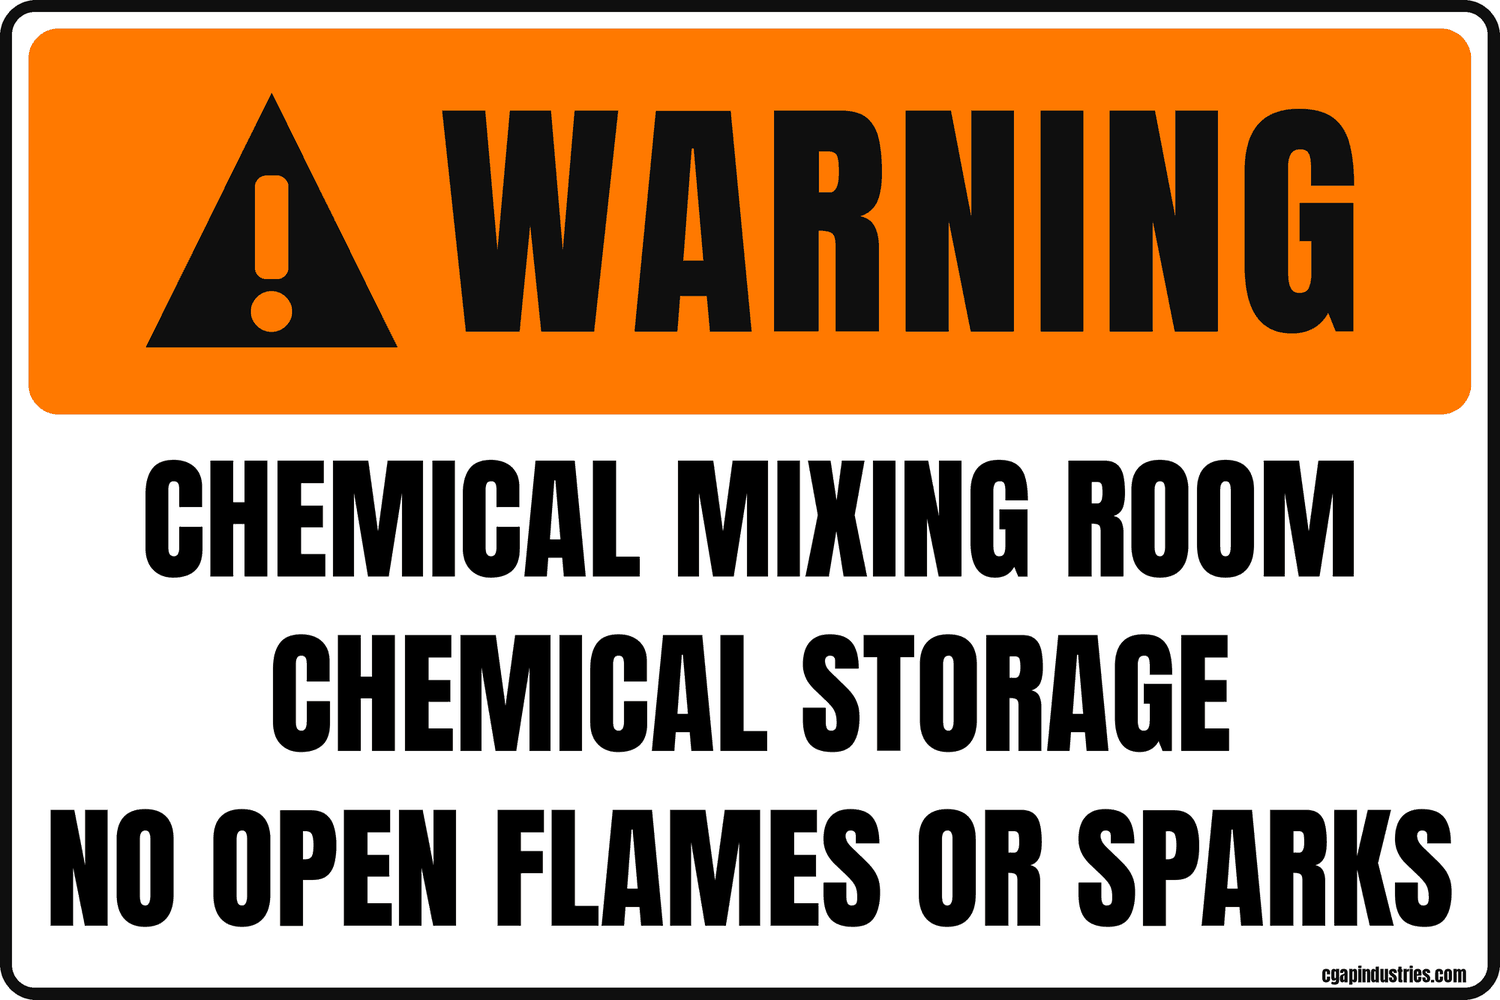 WARNING
CHEMICAL MIXING ROOM
CHEMICAL STORAGE
NO OPEN FLAMES OR SPARKS
cgapindustries.com